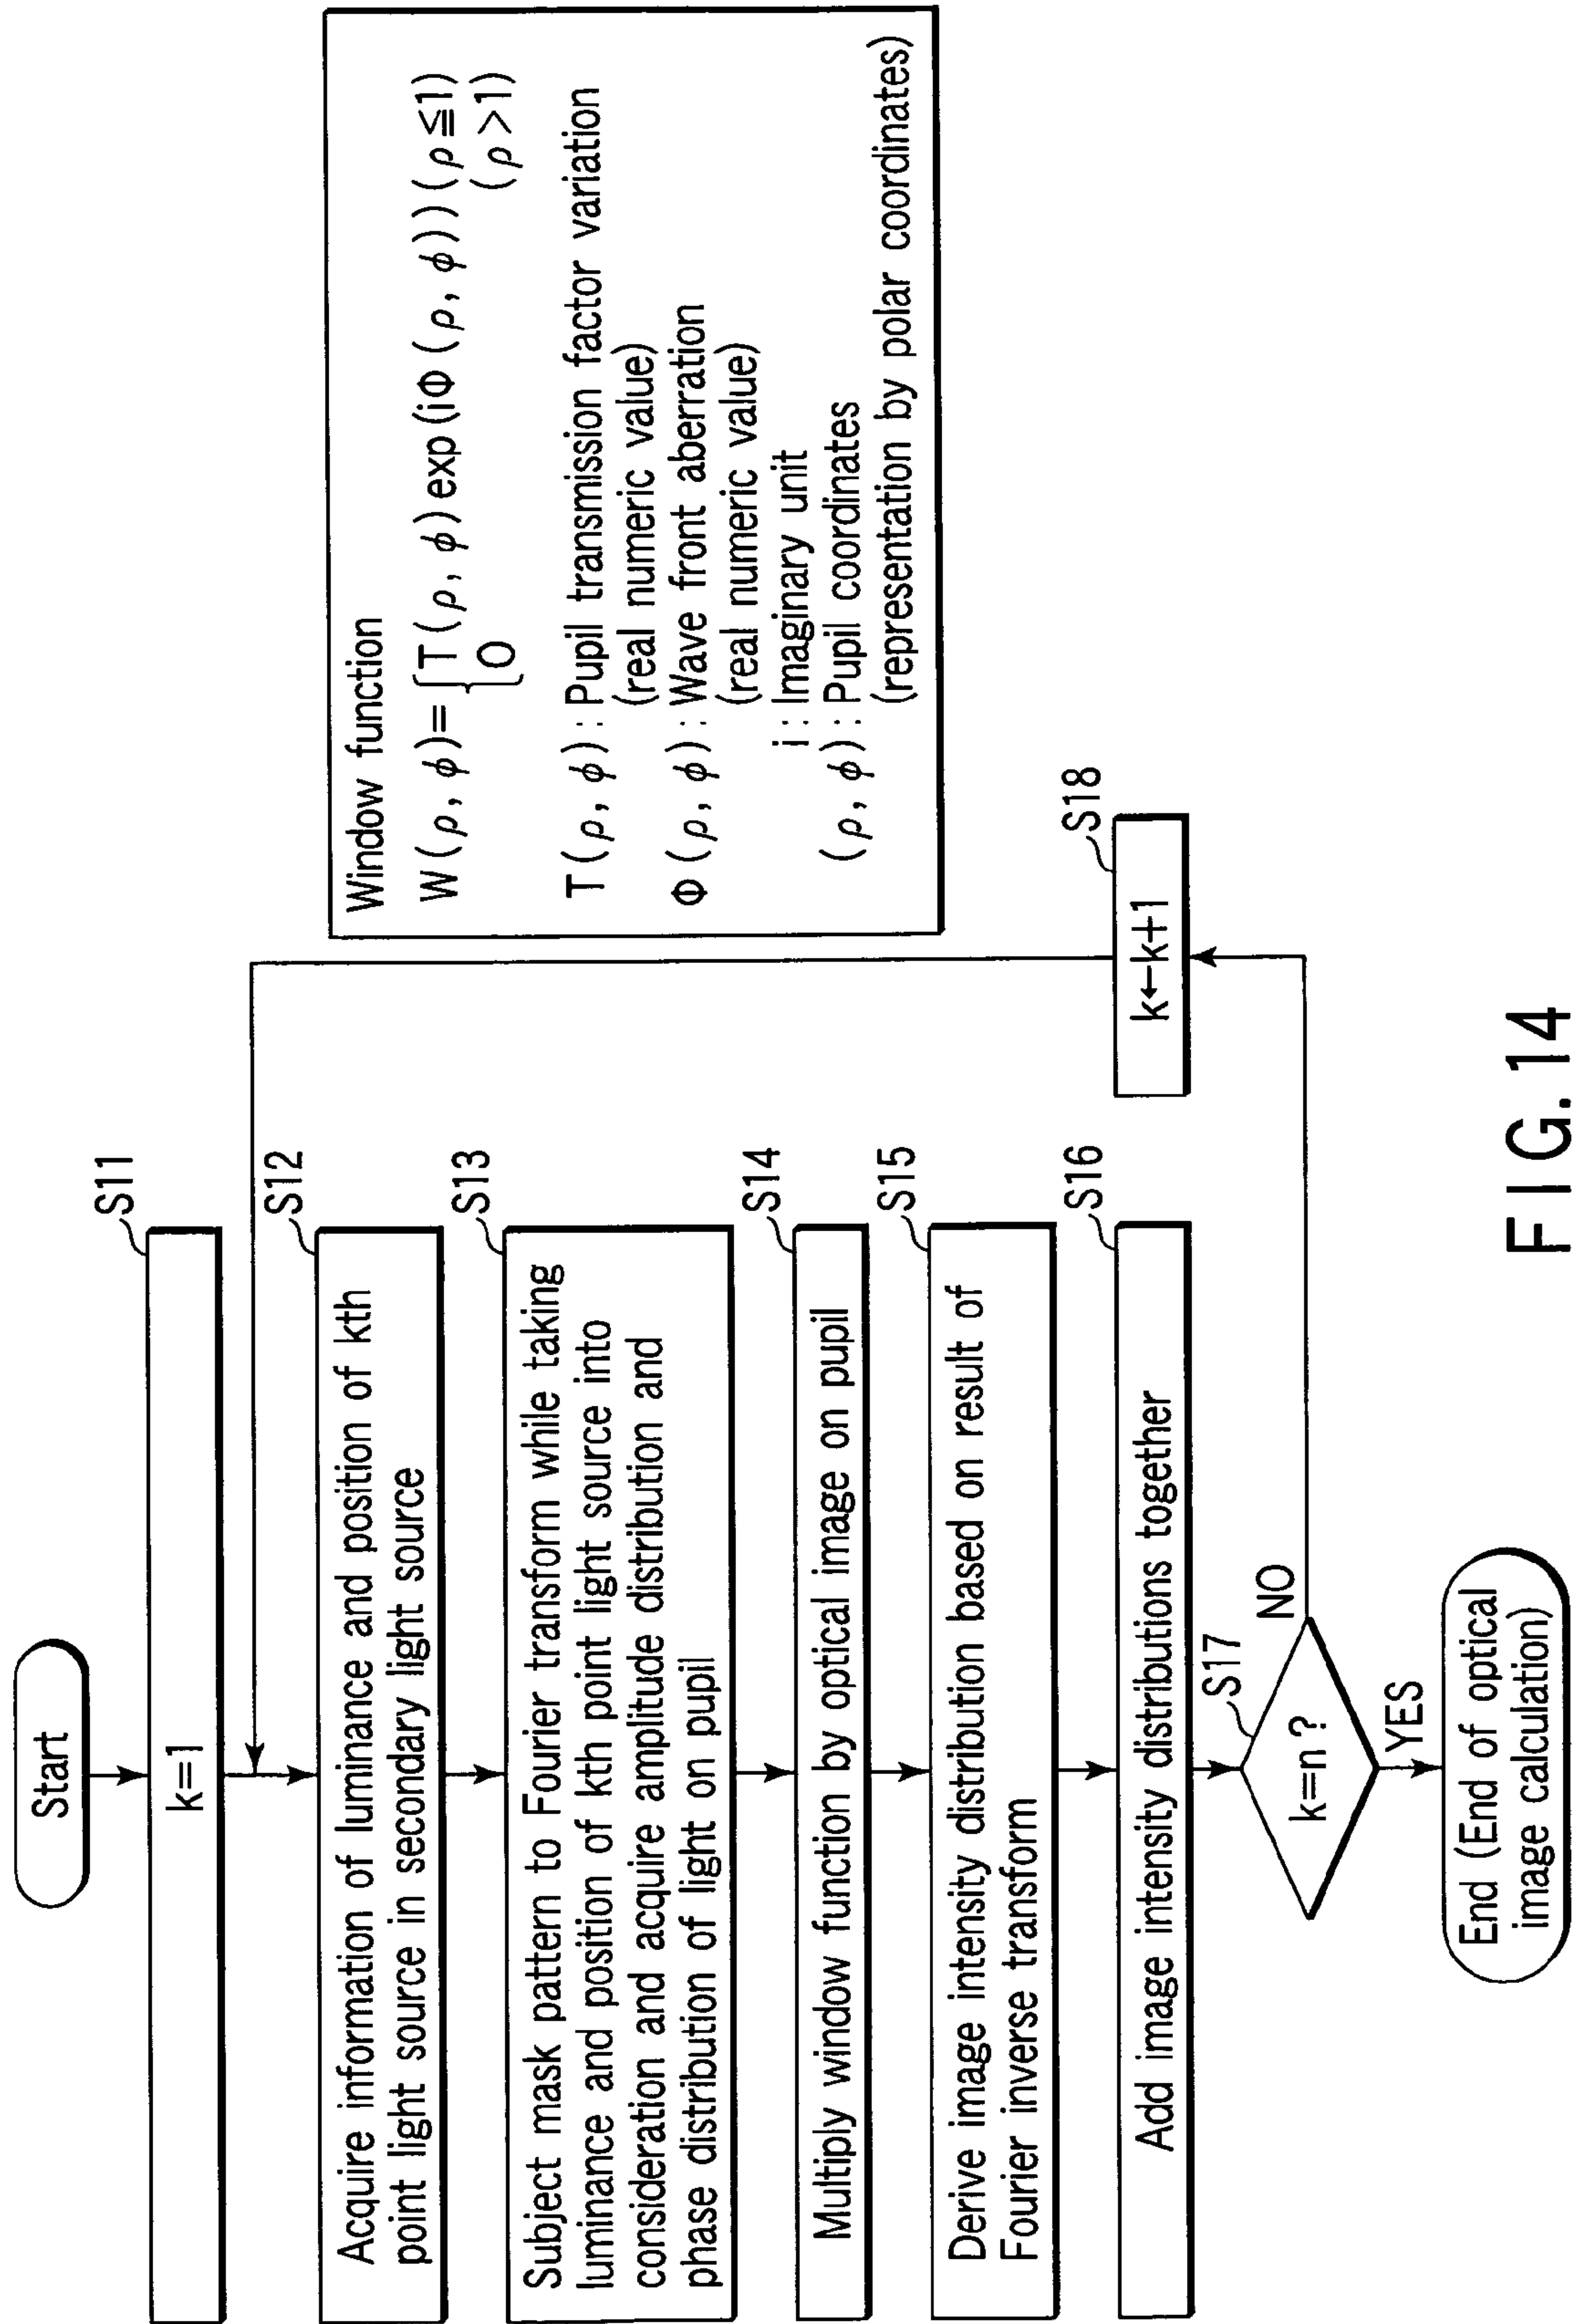 Start
S11
k=1
S12
Acquire information of luminance and position of kth
point light source in secondary light source
S13
Subject mask pattern to Fourier transform while taking
luminance and position of kth point light source into
consideration and acquire amplitude distribution and
phase distribution of light on pupil
S14
Multiply window function by optical image on pupil
S15
Derive image intensity distribution based on result of
Fourier inverse transform
S16
Add image intensity distributions together
S17
k=n ?
NO
YES
S18
k←k+1
End (End of optical
image calculation)
Window function
W(ρ, φ)={T(ρ, φ)exp(iΦ(ρ, φ))(ρ≦1)
0 (ρ>1)
T(ρ, φ) : Pupil transmission factor variation
(real numeric value)
Φ(ρ, φ) : Wave front aberration
(real numeric value)
i : Imaginary unit
(ρ, φ) : Pupil coordinates
(representation by polar coordinates)
FIG. 14